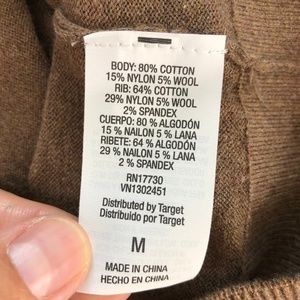 BODY: 80% COTTON
15% NYLON 5% WOOL
RIB: 64% COTTON
29% NYLON 5% WOOL
2% SPANDEX
CUERPO: 80 % ALGODÓN
15 % NAILON 5 % LANA
RIBETE: 64 % ALGODÓN
29 % NAILON 5 % LANA
2 % SPANDEX
RN17730
VN1302451
Distributed by Target
Distribuido por Target
M
MADE IN CHINA
HECHO EN CHINA